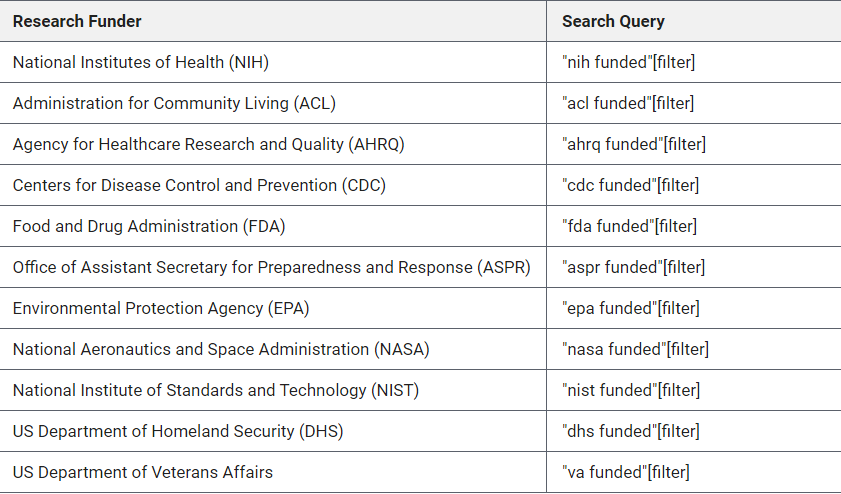 Research Funder Search Query
National Institutes of Health (NIH) "nih funded"[filter]
Administration for Community Living (ACL) "acl funded"[filter]
Agency for Healthcare Research and Quality (AHRQ) "ahrq funded"[filter]
Centers for Disease Control and Prevention (CDC) "cdc funded"[filter]
Food and Drug Administration (FDA) "fda funded"[filter]
Office of Assistant Secretary for Preparedness and Response (ASPR) "aspr funded"[filter]
Environmental Protection Agency (EPA) "epa funded"[filter]
National Aeronautics and Space Administration (NASA) "nasa funded"[filter]
National Institute of Standards and Technology (NIST) "nist funded"[filter]
US Department of Homeland Security (DHS) "dhs funded"[filter]
US Department of Veterans Affairs "va funded"[filter]